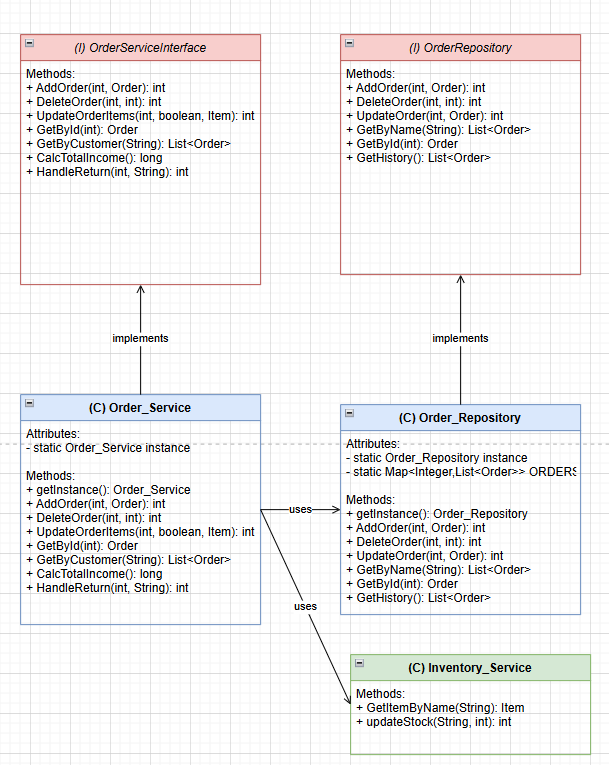 (I) OrderServiceInterface
Methods:
+ AddOrder(int, Order): int
+ DeleteOrder(int, int): int
+ UpdateOrderItems(int, boolean, Item): int
+ GetById(int): Order
+ GetByCustomer(String): List<Order>
+ CalcTotalIncome(): long
+ HandleReturn(int, String): int
(I) OrderRepository
Methods:
+ AddOrder(int, Order): int
+ DeleteOrder(int, int): int
+ UpdateOrder(int, Order): int
+ GetByName(String): List<Order>
+ GetById(int): Order
+ GetHistory(): List<Order>
implements
implements
(C) Order_Service
Attributes:
- static Order_Service instance
Methods:
+ getInstance(): Order_Service
+ AddOrder(int, Order): int
+ DeleteOrder(int, int): int
+ UpdateOrderItems(int, boolean, Item): int
+ GetById(int): Order
+ GetByCustomer(String): List<Order>
+ CalcTotalIncome(): long
+ HandleReturn(int, String): int
uses
(C) Order_Repository
Attributes:
- static Order_Repository instance
- static Map<Integer,List<Order>> ORDERS
Methods:
+ getInstance(): Order_Repository
+ AddOrder(int, Order): int
+ DeleteOrder(int, int): int
+ UpdateOrder(int, Order): int
+ GetByName(String): List<Order>
+ GetById(int): Order
+ GetHistory(): List<Order>
uses
(C) Inventory_Service
Methods:
+ GetItemByName(String): Item
+ updateStock(String, int): int